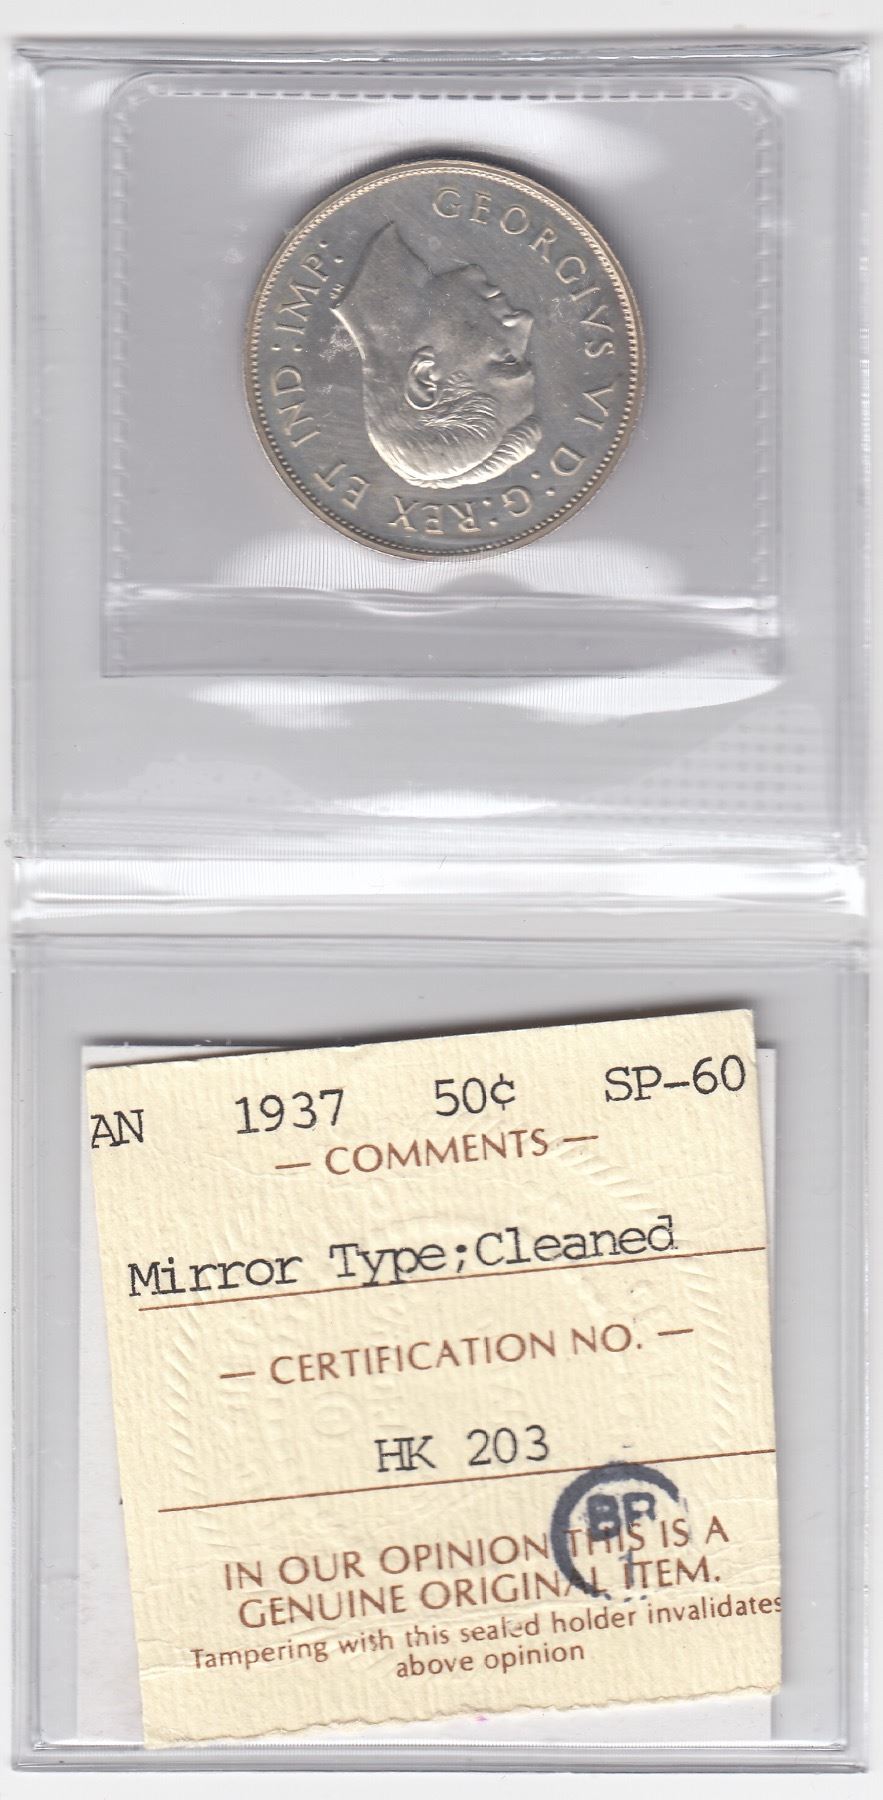 GEORGIVS VI D:G:REX ET IND:IMP:
AN 1937 50¢ SP-60
— COMMENTS —
Mirror Type;Cleaned
— CERTIFICATION NO. —
HK 203
IN OUR OPINION THIS IS A
GENUINE ORIGINAL ITEM.
Tampering with this sealed holder invalidates
above opinion